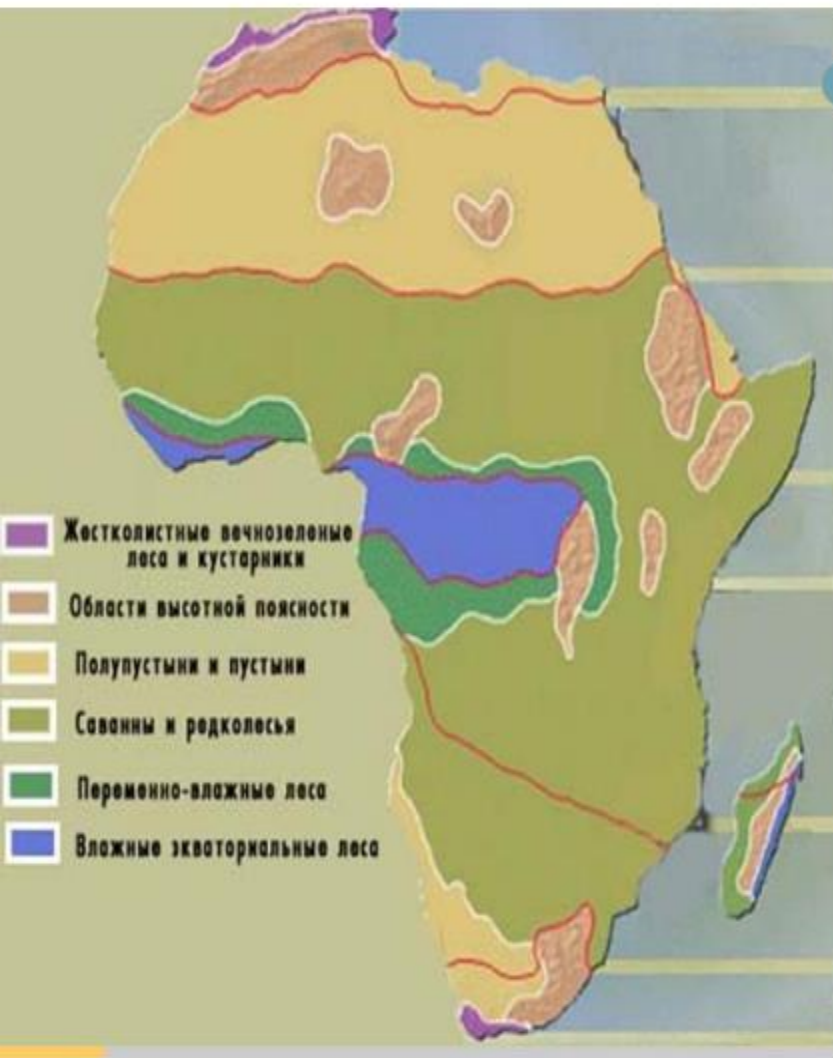 Жестколистные вечнозеленые
леса и кустарники
Области высотной поясности
Полупустыни и пустыни
Саванны и редколесья
Переменно-влажные леса
Влажные экваториальные леса